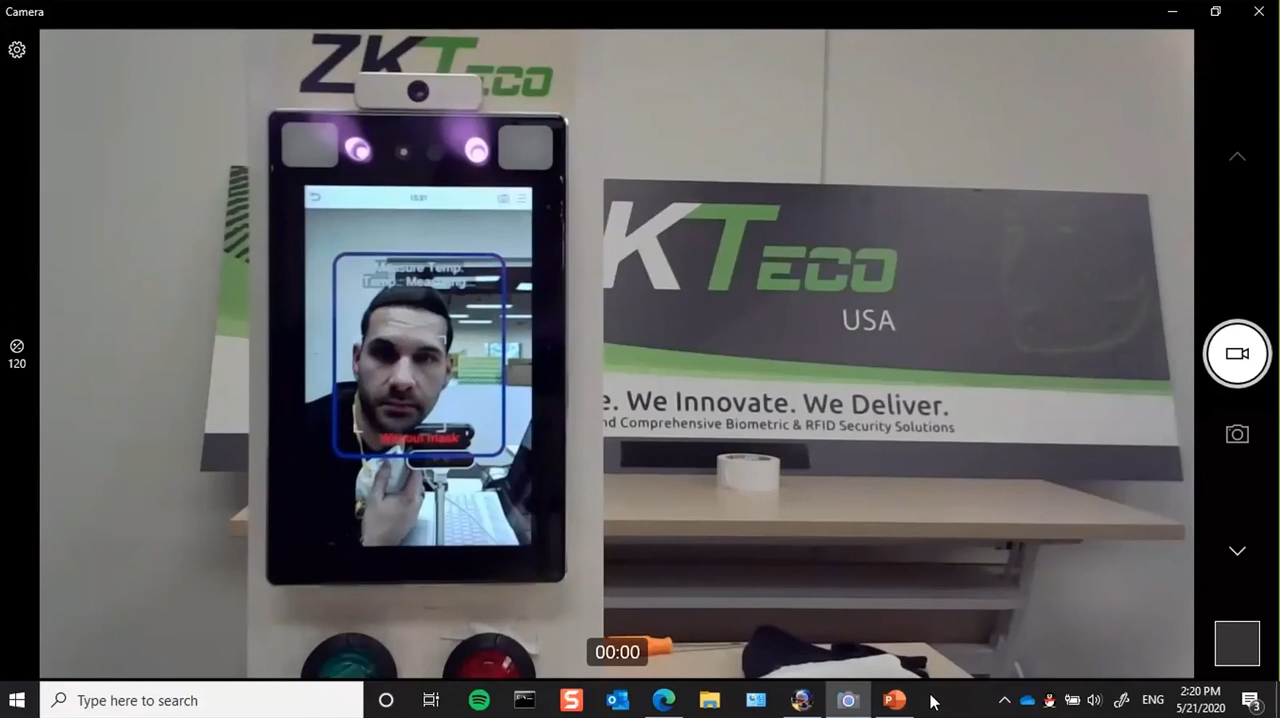 Camera
ZKTECO
120
Measure Temp.
Temp.: Measuring...
Without mask
KTECO
USA
e. We Innovate. We Deliver.
nd Comprehensive Biometric & RFID Security Solutions
00:00
Type here to search
ENG
2:20 PM
5/21/2020
3